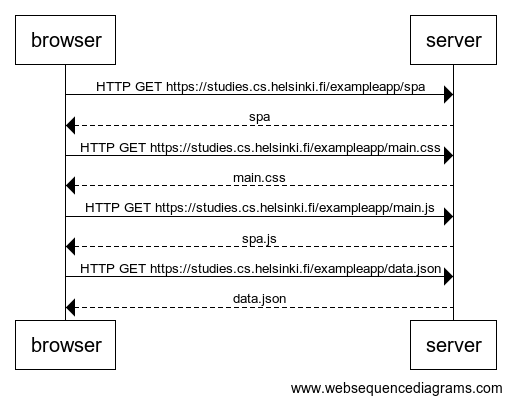 browser server
HTTP GET https://studies.cs.helsinki.fi/exampleapp/spa
spa
HTTP GET https://studies.cs.helsinki.fi/exampleapp/main.css
main.css
HTTP GET https://studies.cs.helsinki.fi/exampleapp/main.js
spa.js
HTTP GET https://studies.cs.helsinki.fi/exampleapp/data.json
data.json
browser server
www.websequencediagrams.com